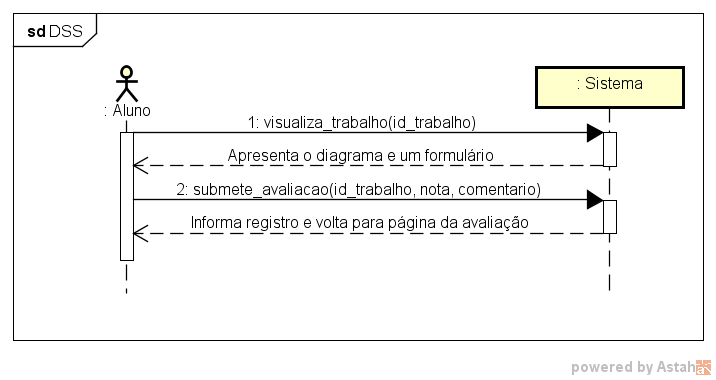 sd DSS
: Aluno
: Sistema
1: visualiza_trabalho(id_trabalho)
Apresenta o diagrama e um formulário
2: submete_avaliacao(id_trabalho, nota, comentario)
Informa registro e volta para página da avaliação
powered by Astah